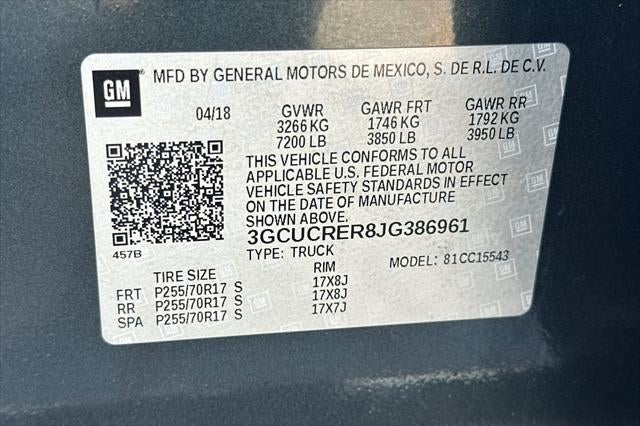 GM
MFD BY GENERAL MOTORS DE MEXICO, S. DE R.L. DE C.V.
04/18 GVWR GAWR FRT GAWR RR
3266 KG 1746 KG 1792 KG
7200 LB 3850 LB 3950 LB
THIS VEHICLE CONFORMS TO ALL
APPLICABLE U.S. FEDERAL MOTOR
VEHICLE SAFETY STANDARDS IN EFFECT
ON THE DATE OF MANUFACTURE
SHOWN ABOVE.
3GCUCRER8JG386961
457B
TYPE: TRUCK MODEL: 81CC15543
TIRE SIZE RIM
FRT P255/70R17 S 17X8J
RR P255/70R17 S 17X8J
SPA P255/70R17 S 17X7J